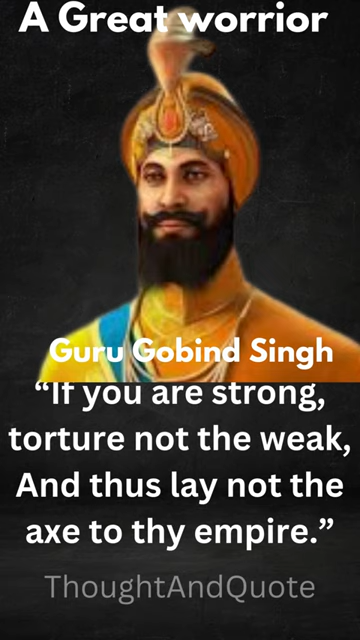 A Great worrior
Guru Gobind Singh
“If you are strong,
torture not the weak,
And thus lay not the
axe to thy empire.”
ThoughtAndQuote